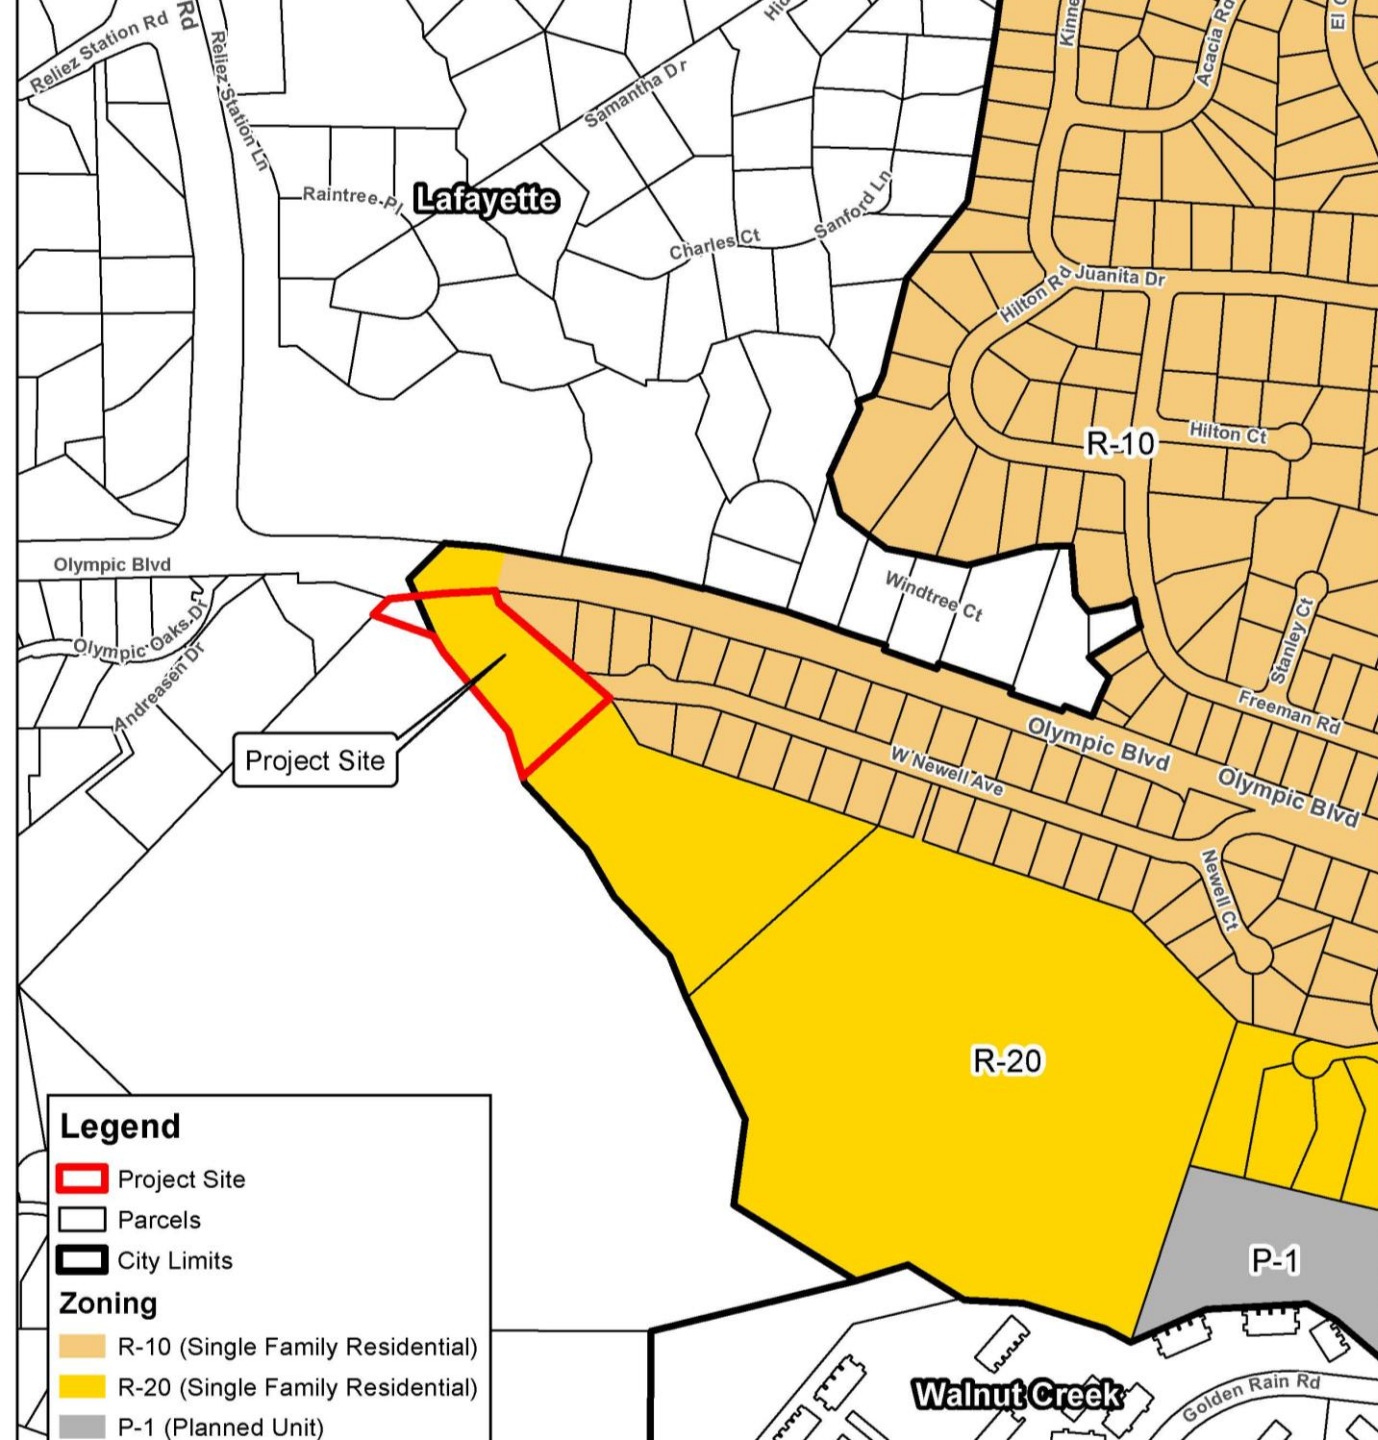 Reliez Station Rd
Rd
Reliez Station Ln
Samantha Dr
Kinne
Acacia Rd
Raintree Pl
Lafayette
Charles Ct
Sanford Ln
Hilton Rd
Juanita Dr
R-10
Hilton Ct
Olympic Blvd
Windtree Ct
Olympic Oaks Dr
Andreasen Dr
Stanley Ct
Freeman Rd
Project Site
Olympic Blvd
W Newell Ave
Olympic Blvd
Newell Ct
R-20
P-1
Walnut Creek
Golden Rain Rd
Legend
Project Site
Parcels
City Limits
Zoning
R-10 (Single Family Residential)
R-20 (Single Family Residential)
P-1 (Planned Unit)